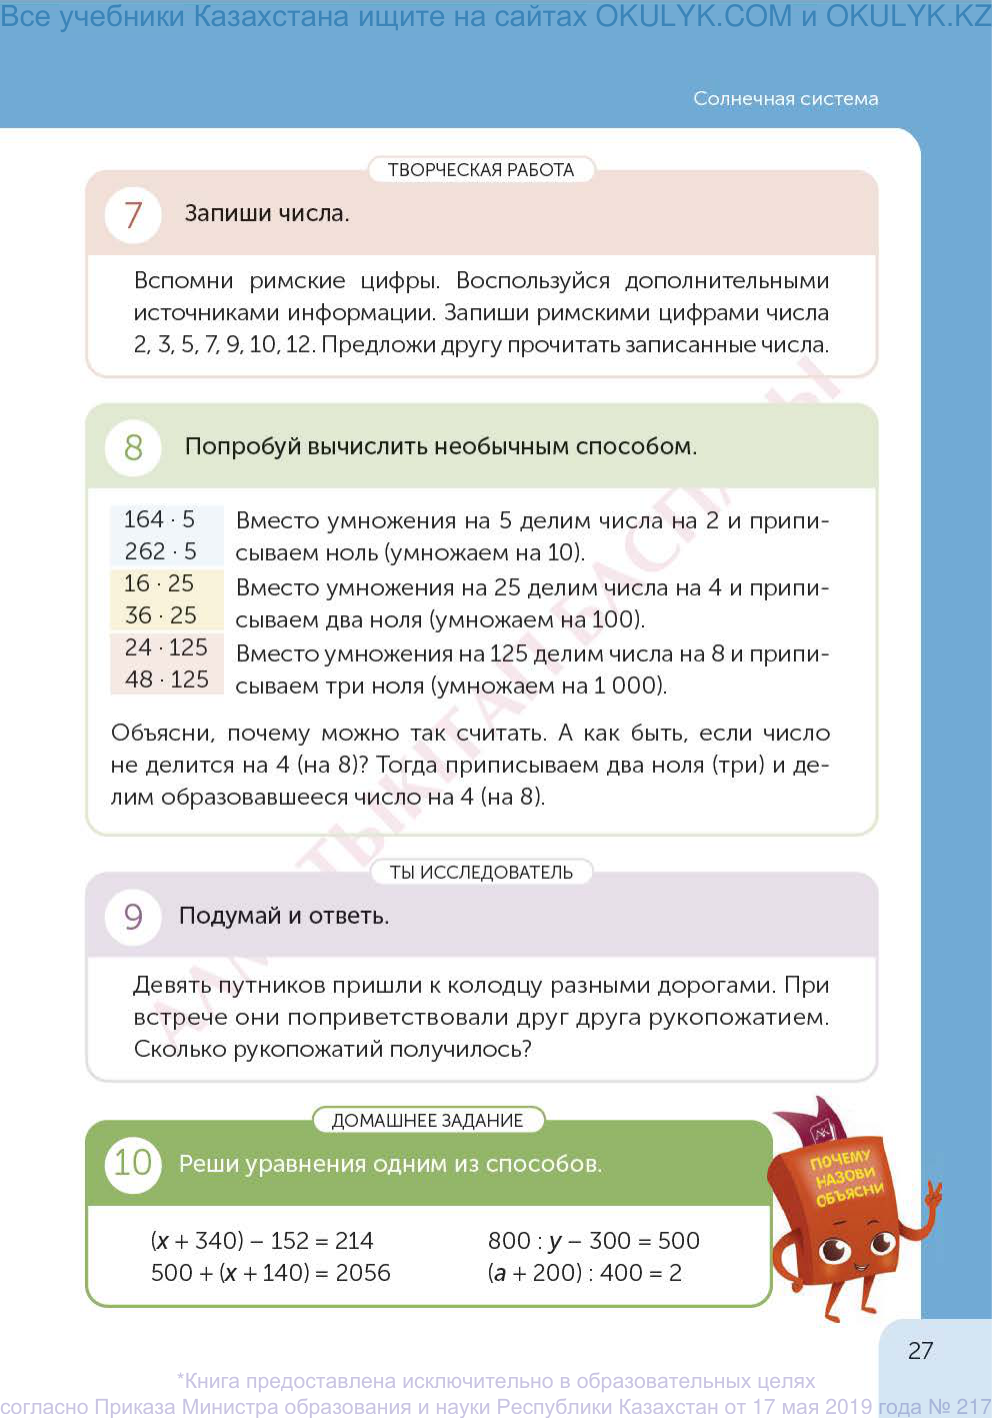 Все учебники Казахстана ищите на сайтах OKULYK.COM и OKULYK.KZ
Солнечная система
ТВОРЧЕСКАЯ РАБОТА
7 Запиши числа.
Вспомни римские цифры. Воспользуйся дополнительными
источниками информации. Запиши римскими цифрами числа
2, 3, 5, 7, 9, 10, 12. Предложи другу прочитать записанные числа.
8 Попробуй вычислить необычным способом.
164 · 5 Вместо умножения на 5 делим числа на 2 и припи-
262 · 5 сываем ноль (умножаем на 10).
16 · 25 Вместо умножения на 25 делим числа на 4 и припи-
36 · 25 сываем два ноля (умножаем на 100).
24 · 125 Вместо умножения на 125 делим числа на 8 и припи-
48 · 125 сываем три ноля (умножаем на 1 000).
Объясни, почему можно так считать. А как быть, если число
не делится на 4 (на 8)? Тогда приписываем два ноля (три) и де-
лим образовавшееся число на 4 (на 8).
ТЫ ИССЛЕДОВАТЕЛЬ
9 Подумай и ответь.
Девять путников пришли к колодцу разными дорогами. При
встрече они поприветствовали друг друга рукопожатием.
Сколько рукопожатий получилось?
ДОМАШНЕЕ ЗАДАНИЕ
10 Реши уравнения одним из способов.
(x + 340) – 152 = 214 800 : y – 300 = 500
500 + (x + 140) = 2056 (a + 200) : 400 = 2
ПОЧЕМУ
НАЗОВИ
ОБЪЯСНИ
27
*Книга предоставлена исключительно в образовательных целях
согласно Приказа Министра образования и науки Республики Казахстан от 17 мая 2019 года № 217